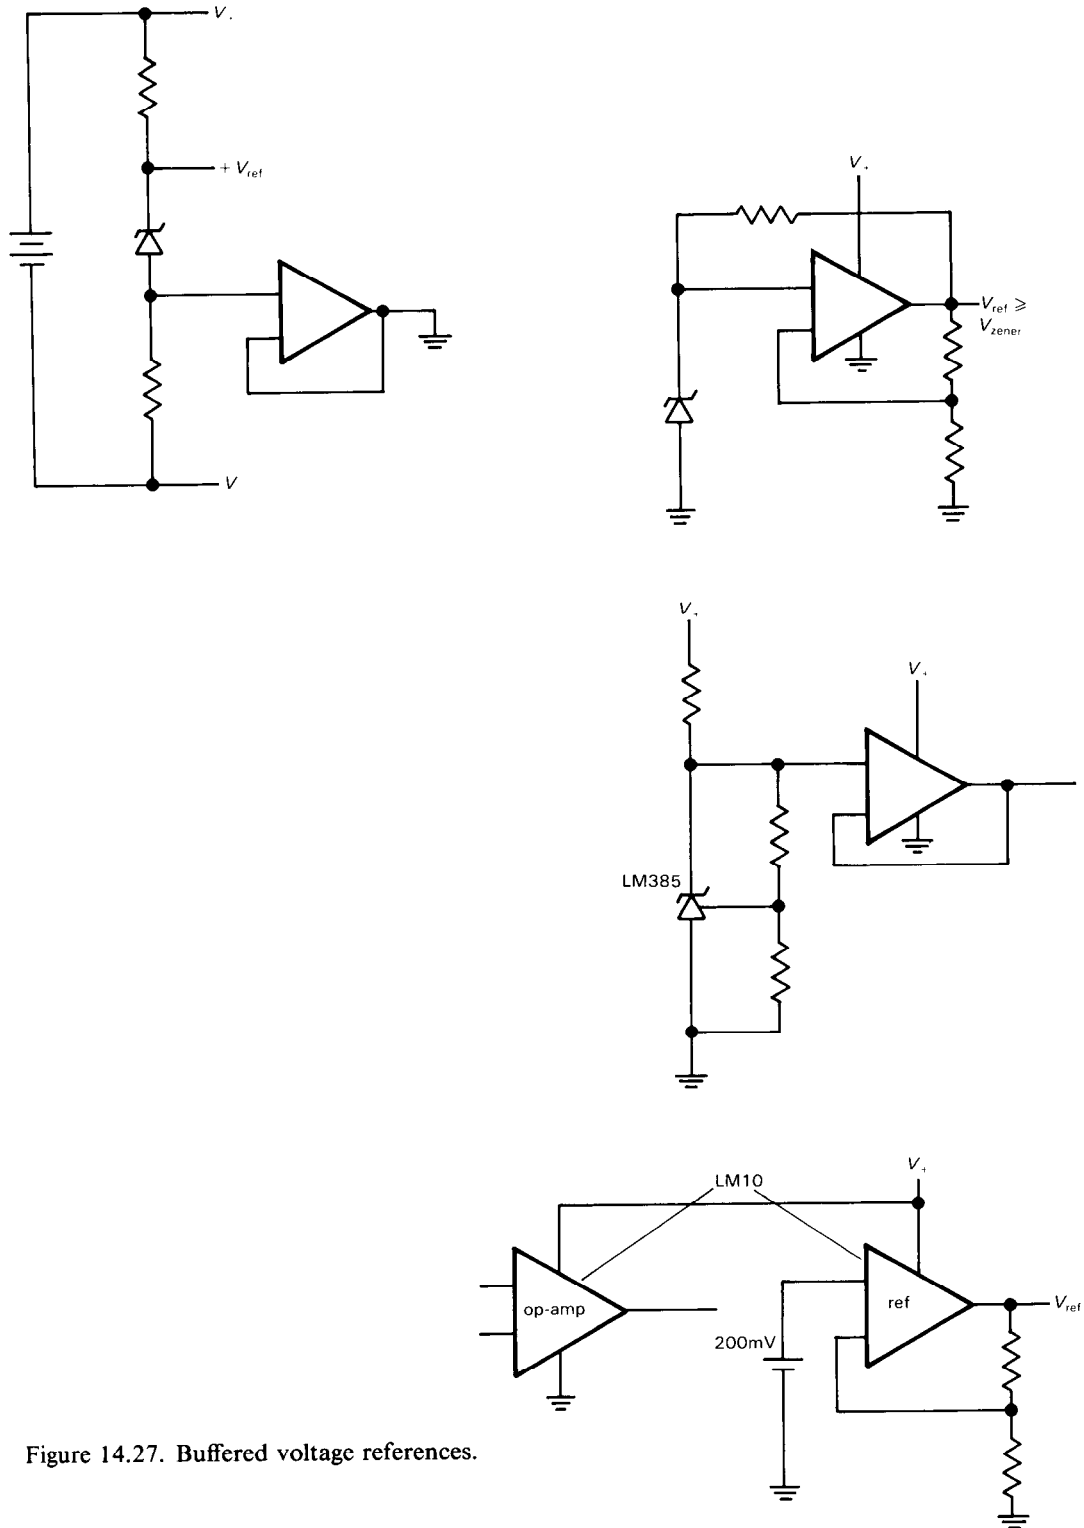 V.
+ Vref
V
V+
Vref ⩾
Vzener
V+
V+
LM385
V+
LM10
op-amp
ref
Vref
200mV
Figure 14.27. Buffered voltage references.